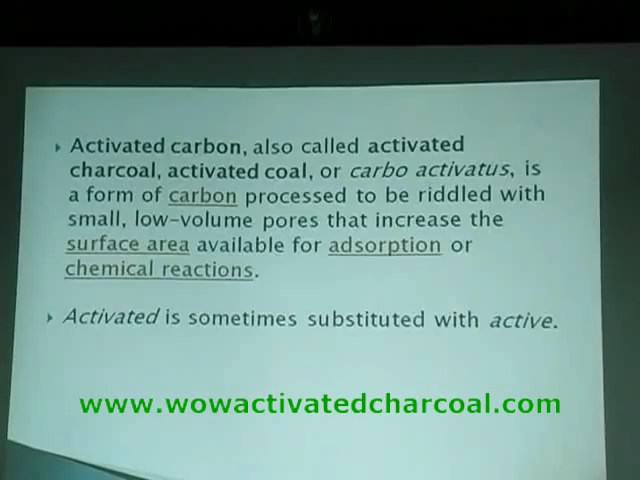 Activated carbon, also called activated
charcoal, activated coal, or carbo activatus, is
a form of carbon processed to be riddled with
small, low-volume pores that increase the
surface area available for adsorption or
chemical reactions.
Activated is sometimes substituted with active.
www.wowactivatedcharcoal.com